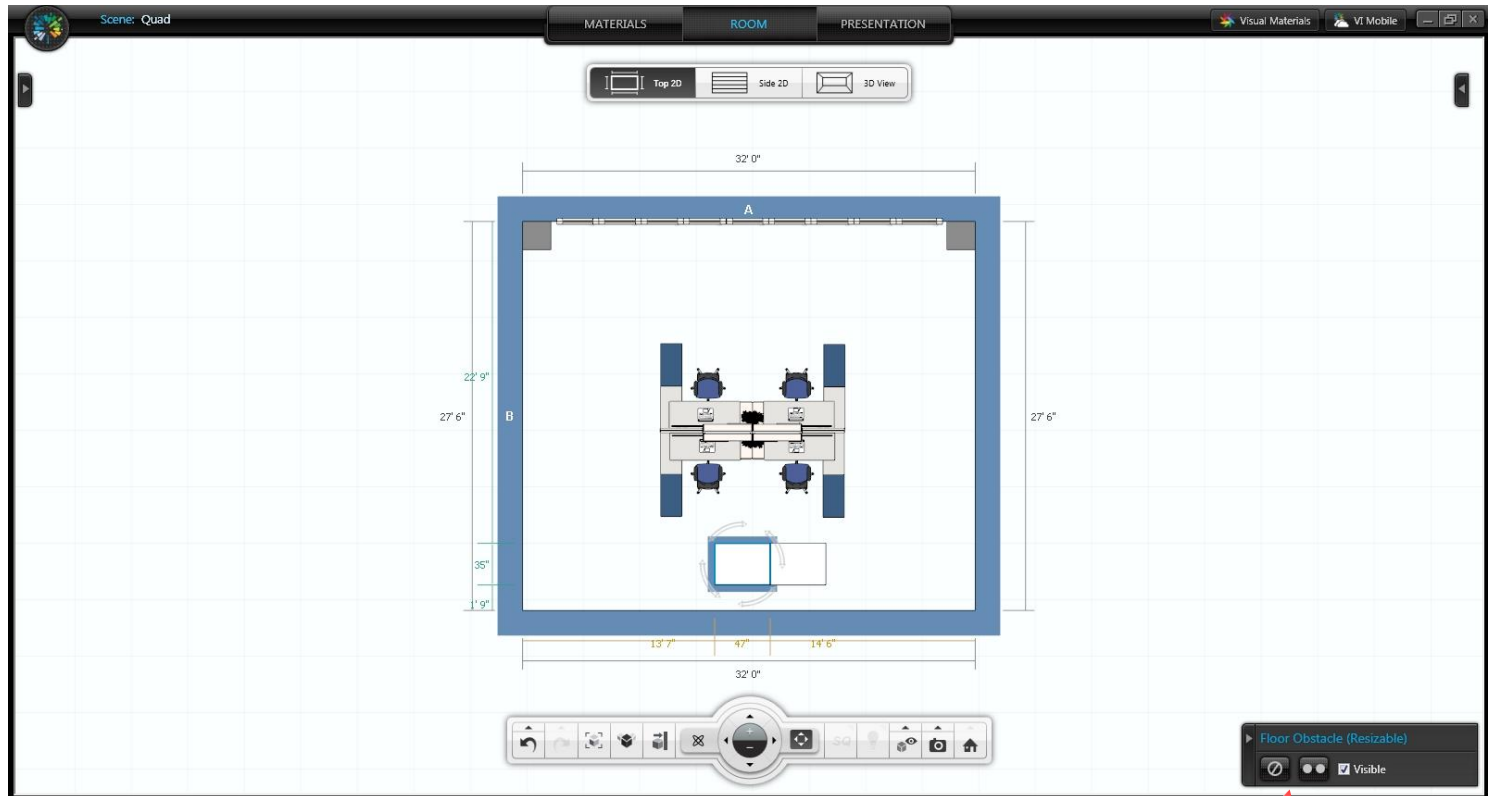 Scene: Quad
MATERIALS
ROOM
PRESENTATION
Visual Materials
VI Mobile
Top 2D
Side 2D
3D View
32' 0"
A
22' 9"
27' 6"
B
27' 6"
35"
1' 9"
13' 7"
47"
14' 6"
32' 0"
SQ
Floor Obstacle (Resizable)
Visible